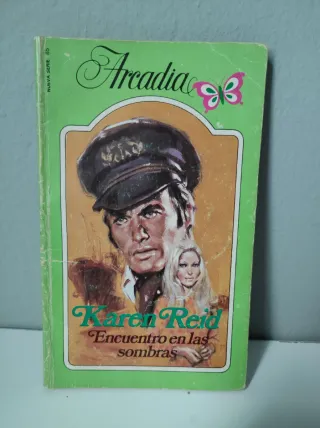 Arcadia
Karen Reid
Encuentro en las
sombras